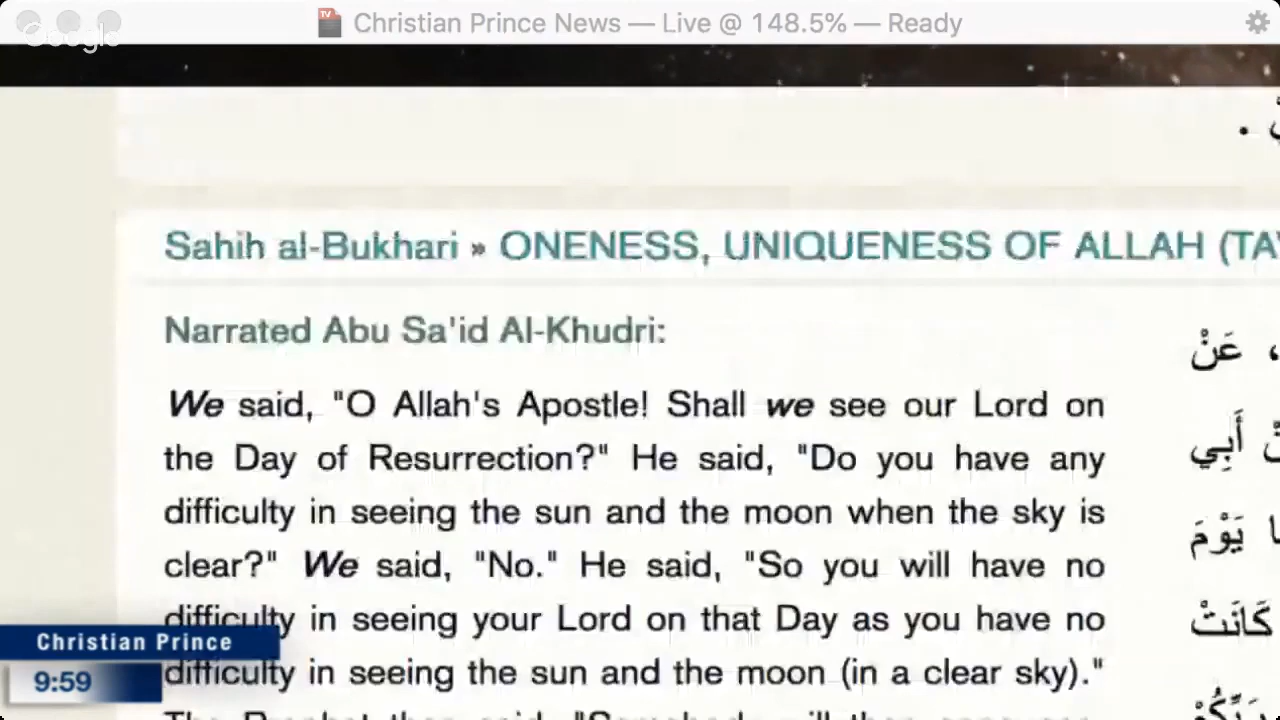 Google
Christian Prince News — Live @ 148.5% — Ready
Sahih al-Bukhari » ONENESS, UNIQUENESS OF ALLAH
Narrated Abu Sa'id Al-Khudri:
We said, "O Allah's Apostle! Shall we see our Lord on
the Day of Resurrection?" He said, "Do you have any
difficulty in seeing the sun and the moon when the sky is
clear?" We said, "No." He said, "So you will have no
difficulty in seeing your Lord on that Day as you have no
difficulty in seeing the sun and the moon (in a clear sky)."
، عَنْ
أَبِي
يَوْمَ
كَانَتْ
Christian Prince
9:59